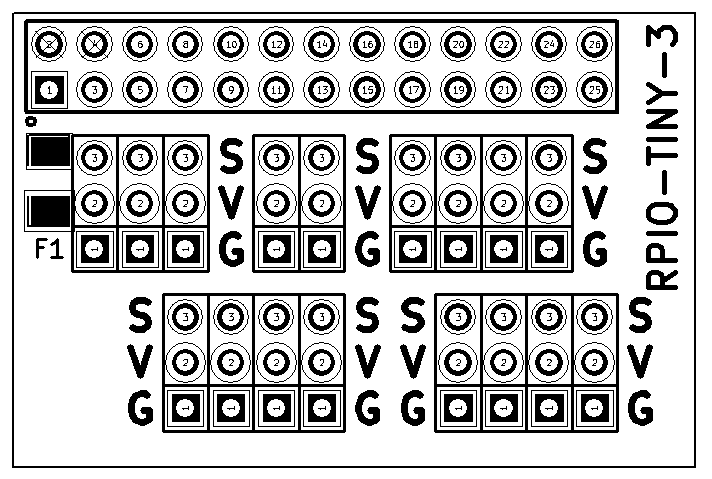 2 4 6 8 10 12 14 16 18 20 22 24 26
1 3 5 7 9 11 13 15 17 19 21 23 25
RPIO-TINY-3
3 3 3 S 3 3 S 3 3 3 3 S
2 2 2 V 2 2 V 2 2 2 2 V
F1 1 1 1 G 1 1 G 1 1 1 1 G
S 3 3 3 3 S S 3 3 3 3 S
V 2 2 2 2 V V 2 2 2 2 V
G 1 1 1 1 G G 1 1 1 1 G